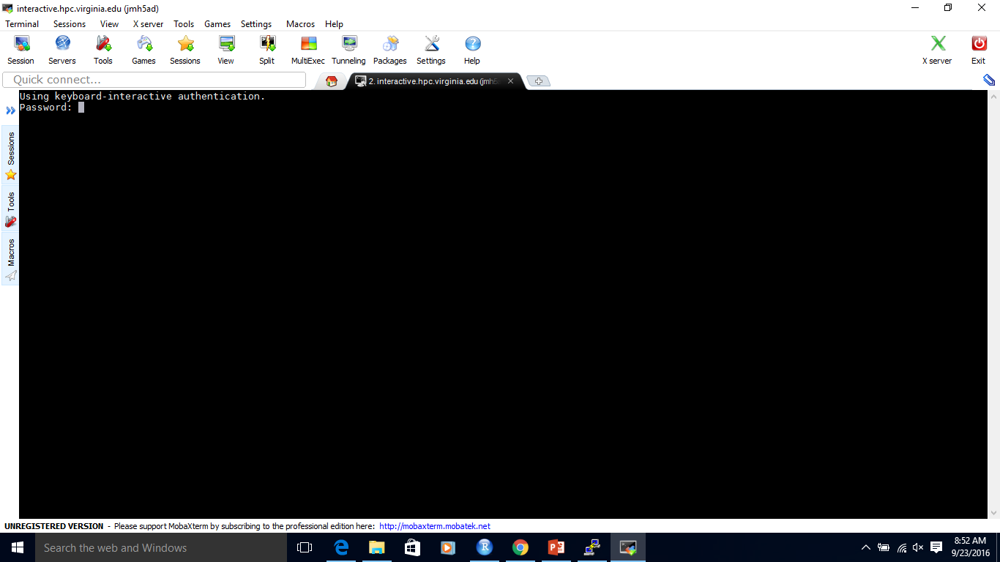 interactive.hpc.virginia.edu (jmh5ad)
Terminal Sessions View X server Tools Games Settings Macros Help
Session Servers Tools Games Sessions View Split MultiExec Tunneling Packages Settings Help X server Exit
Quick connect...
2. interactive.hpc.virginia.edu (jmh5
Using keyboard-interactive authentication.
Password:
Sessions
Tools
Macros
UNREGISTERED VERSION - Please support MobaXterm by subscribing to the professional edition here: http://mobaxterm.mobatek.net
Search the web and Windows
8:52 AM
9/23/2016